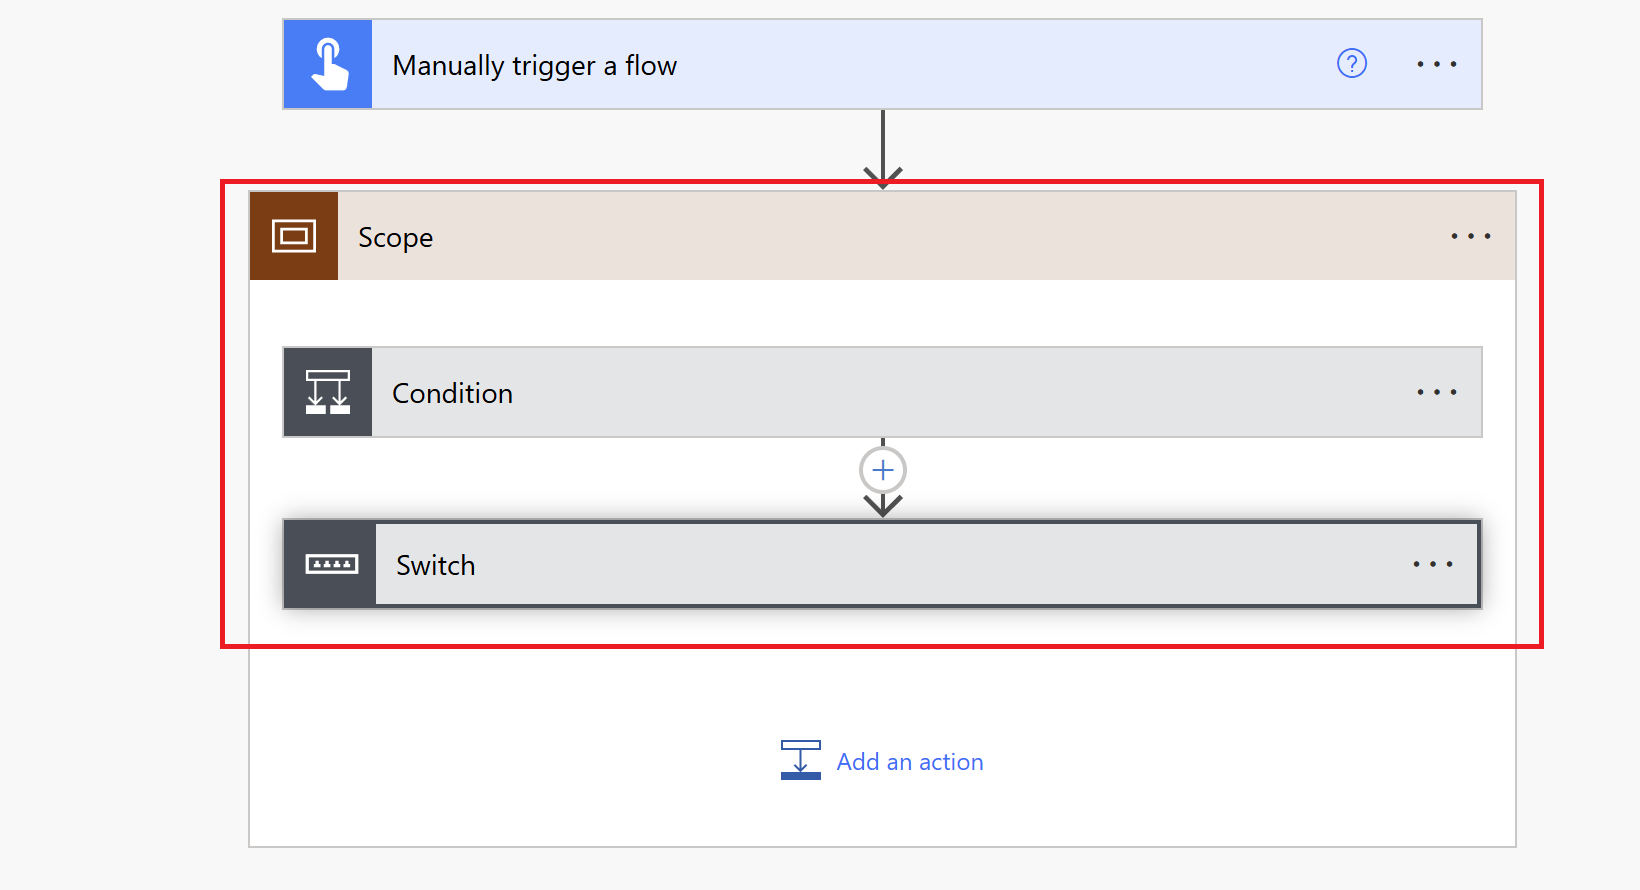 Manually trigger a flow
Scope
Condition
Switch
Add an action